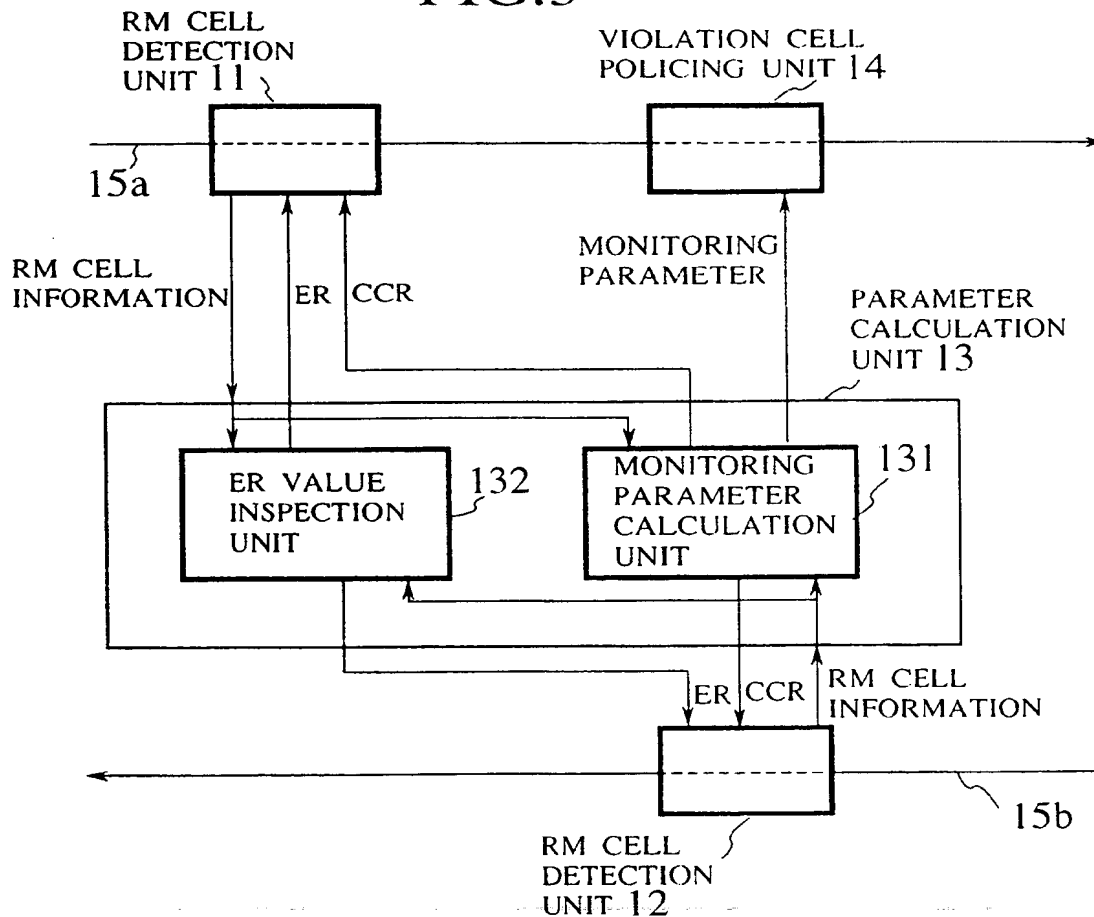 FIG.3
RM CELL
DETECTION
UNIT 11
VIOLATION CELL
POLICING UNIT 14
15a
RM CELL
INFORMATION
ER
CCR
MONITORING
PARAMETER
PARAMETER
CALCULATION
UNIT 13
ER VALUE
INSPECTION
UNIT
132
MONITORING
PARAMETER
CALCULATION
UNIT
131
ER
CCR
RM CELL
INFORMATION
15b
RM CELL
DETECTION
UNIT 12